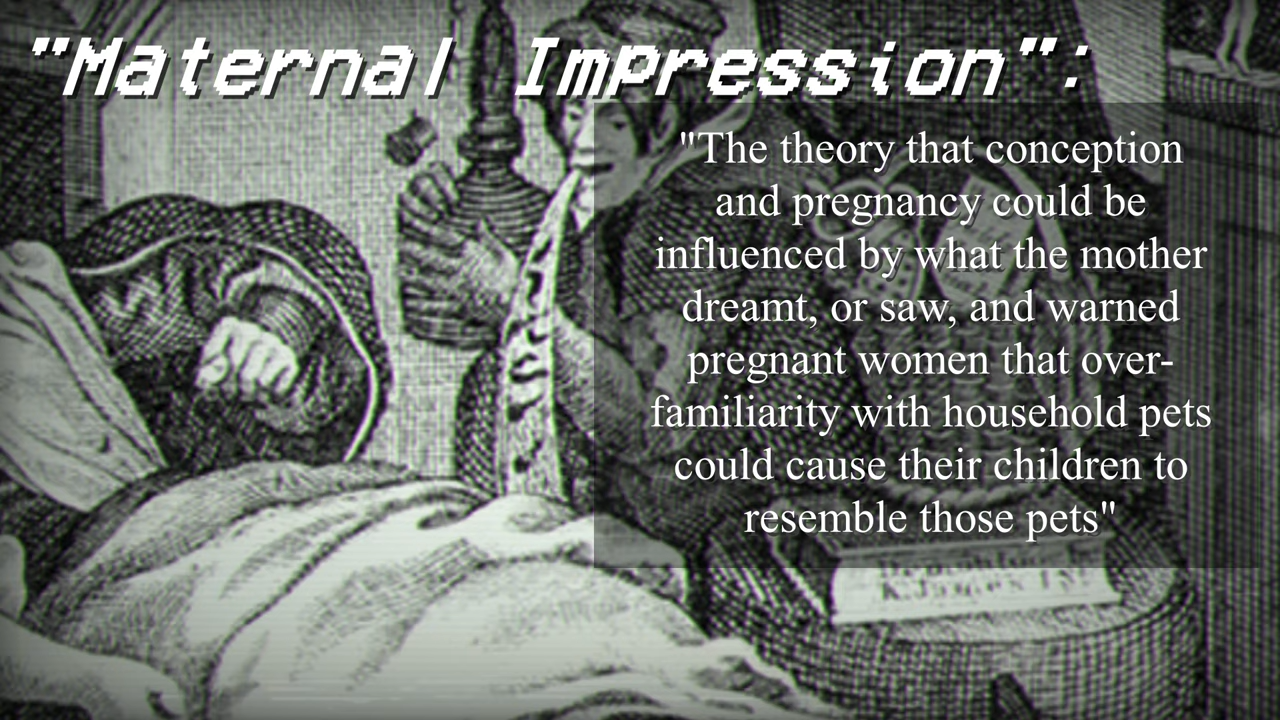 "Maternal Impression":
"The theory that conception
and pregnancy could be
influenced by what the mother
dreamt, or saw, and warned
pregnant women that over-
familiarity with household pets
could cause their children to
resemble those pets"